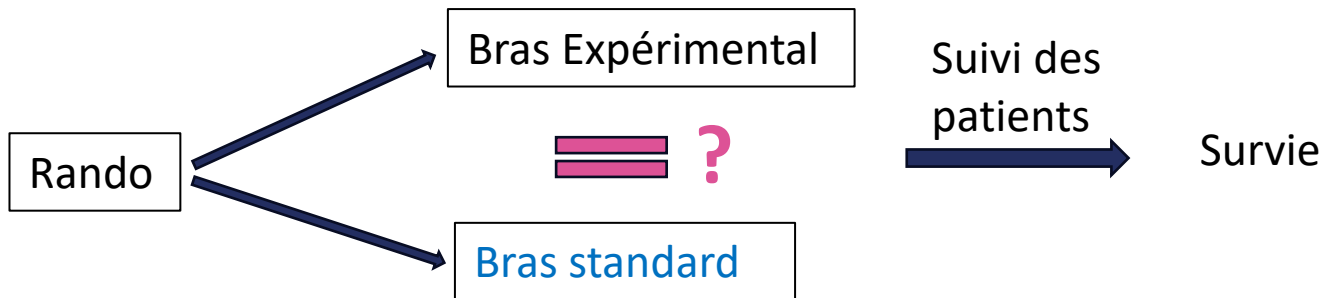 Rando
Bras Expérimental
= ?
Bras standard
Suivi des
patients
Survie